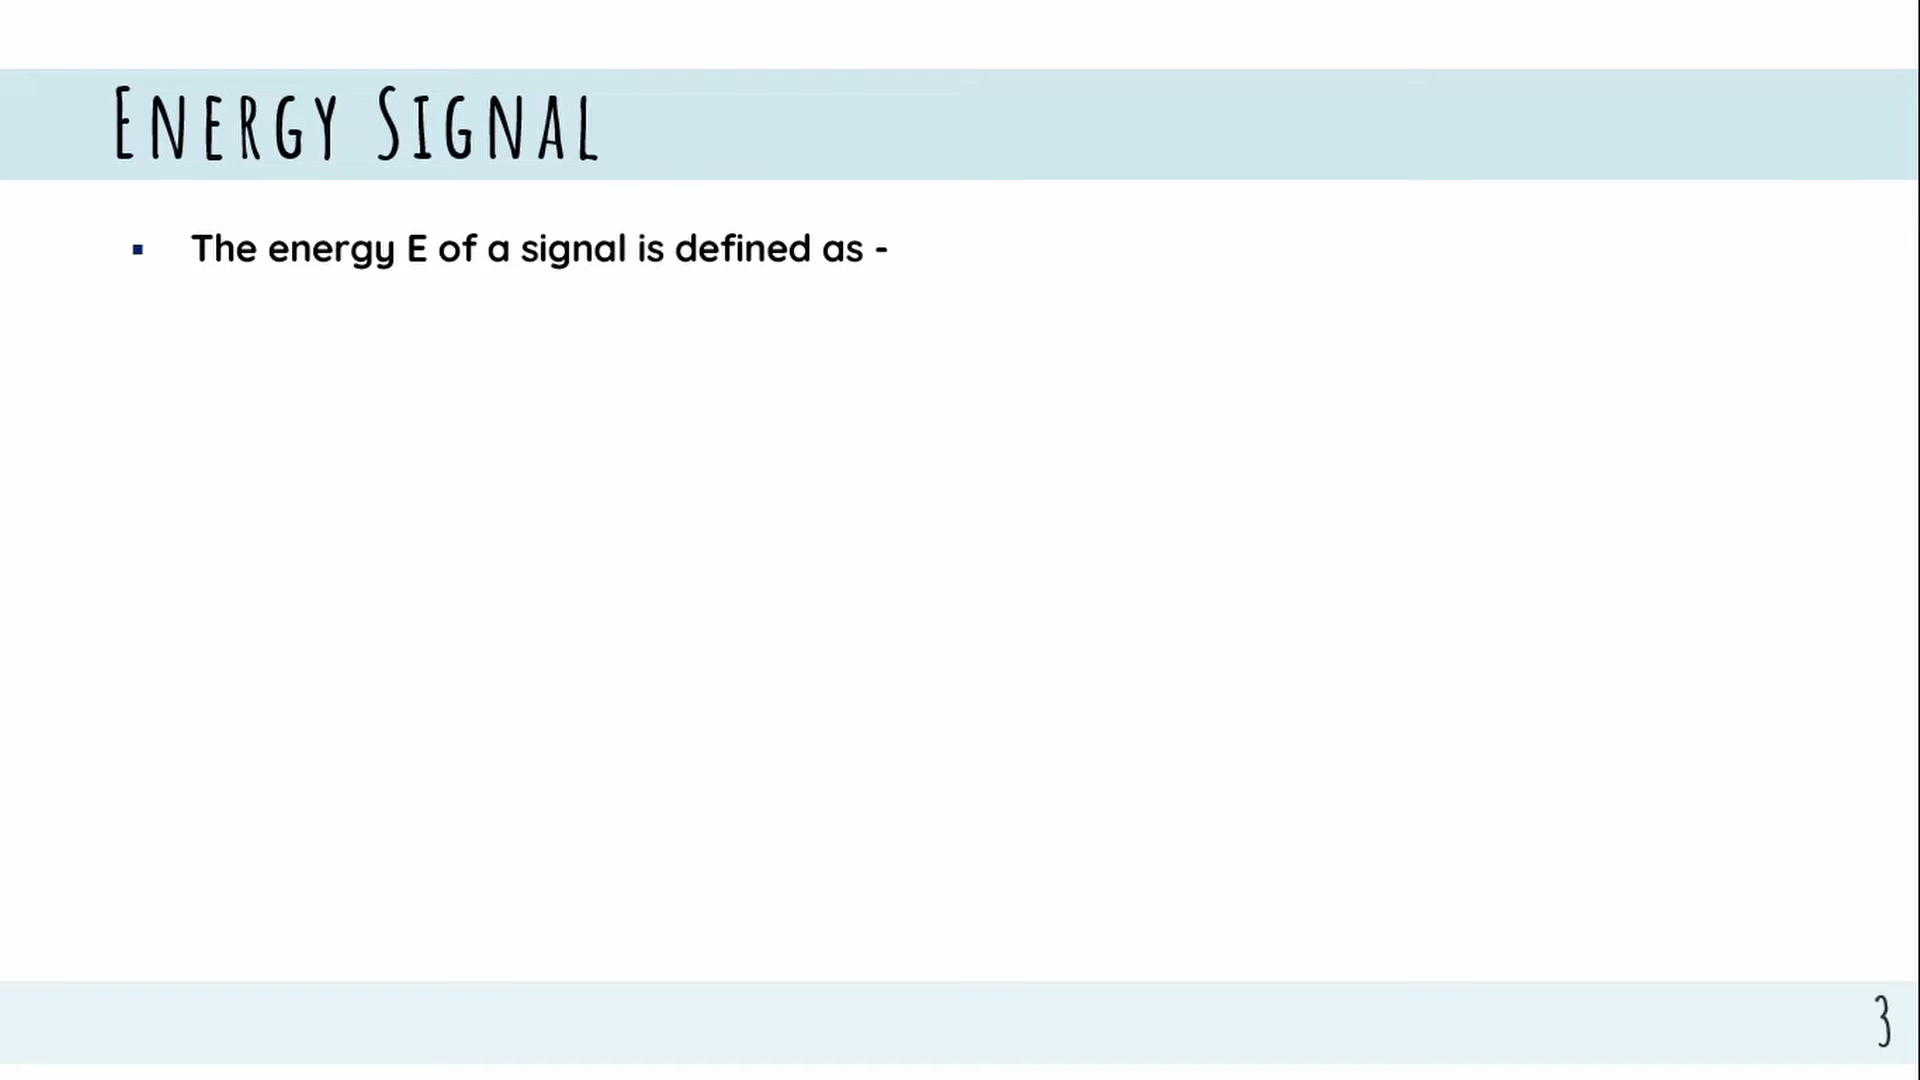 ENERGY SIGNAL
▪ The energy E of a signal is defined as -
3